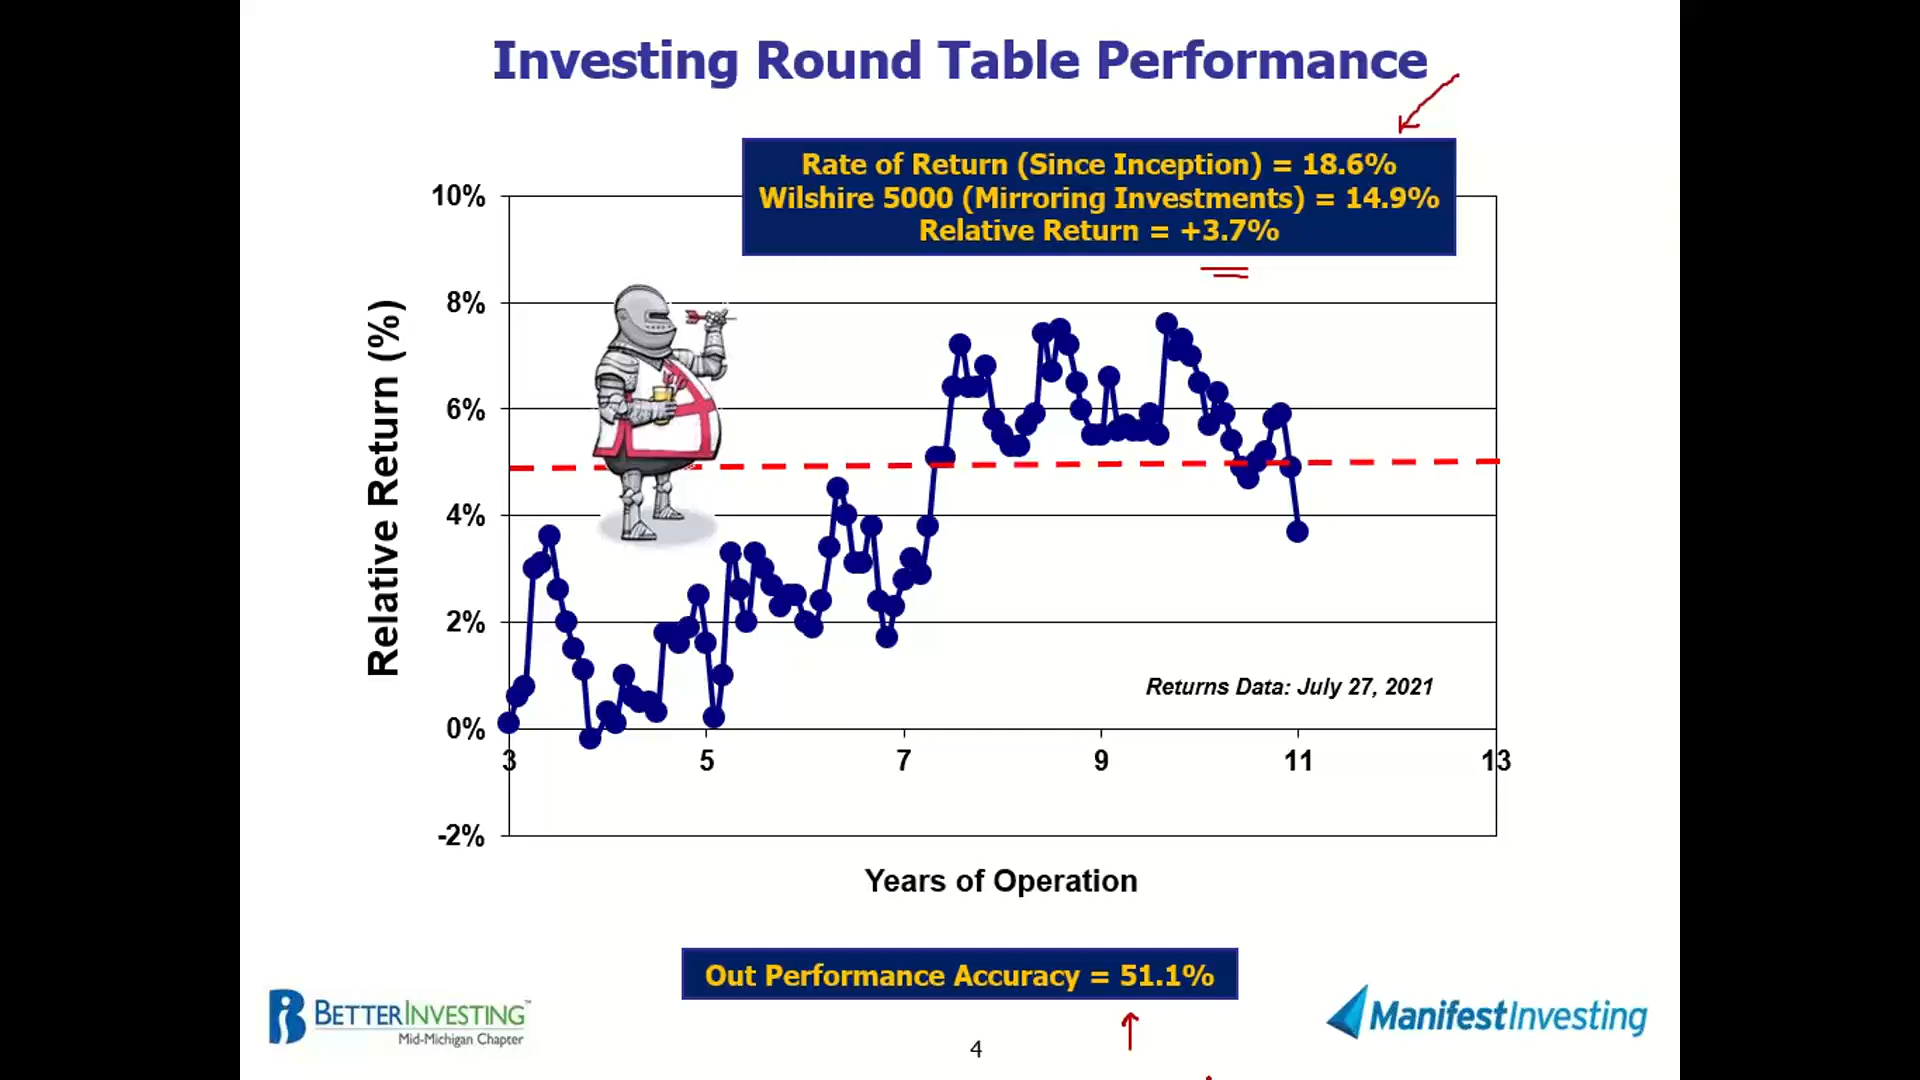 Investing Round Table Performance
Rate of Return (Since Inception) = 18.6%
Wilshire 5000 (Mirroring Investments) = 14.9%
Relative Return = +3.7%
10%
8%
6%
4%
2%
0%
-2%
Relative Return (%)
Returns Data: July 27, 2021
3 5 7 9 11 13
Years of Operation
Out Performance Accuracy = 51.1%
BETTERINVESTING™
Mid-Michigan Chapter
4
ManifestInvesting